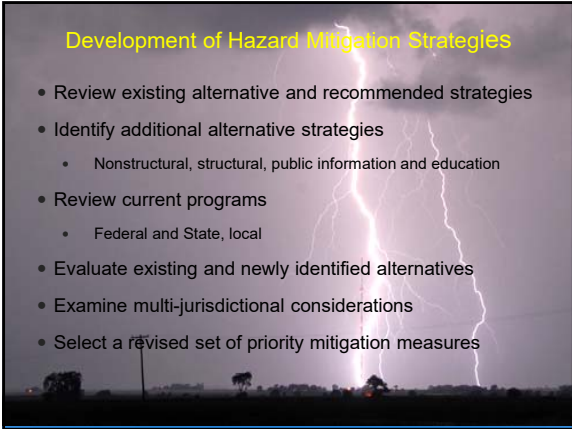 Development of Hazard Mitigation Strategies
• Review existing alternative and recommended strategies
• Identify additional alternative strategies
• Nonstructural, structural, public information and education
• Review current programs
• Federal and State, local
• Evaluate existing and newly identified alternatives
• Examine multi-jurisdictional considerations
• Select a revised set of priority mitigation measures